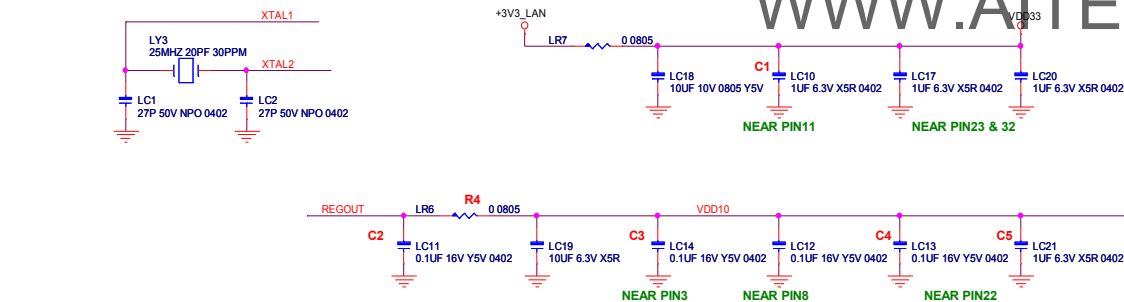 WWW.AITE
XTAL1
+3V3_LAN
VDD33
LY3
25MHZ 20PF 30PPM
LR7
0 0805
XTAL2
C1
LC18
10UF 10V 0805 Y5V
LC10
1UF 6.3V X5R 0402
LC17
1UF 6.3V X5R 0402
LC20
1UF 6.3V X5R 0402
LC1
27P 50V NPO 0402
LC2
27P 50V NPO 0402
NEAR PIN11
NEAR PIN23 & 32
R4
REGOUT
LR6
0 0805
VDD10
C2
LC11
0.1UF 16V Y5V 0402
LC19
10UF 6.3V X5R
C3
LC14
0.1UF 16V Y5V 0402
LC12
0.1UF 16V Y5V 0402
C4
LC13
0.1UF 16V Y5V 0402
C5
LC21
1UF 6.3V X5R 0402
NEAR PIN3
NEAR PIN8
NEAR PIN22